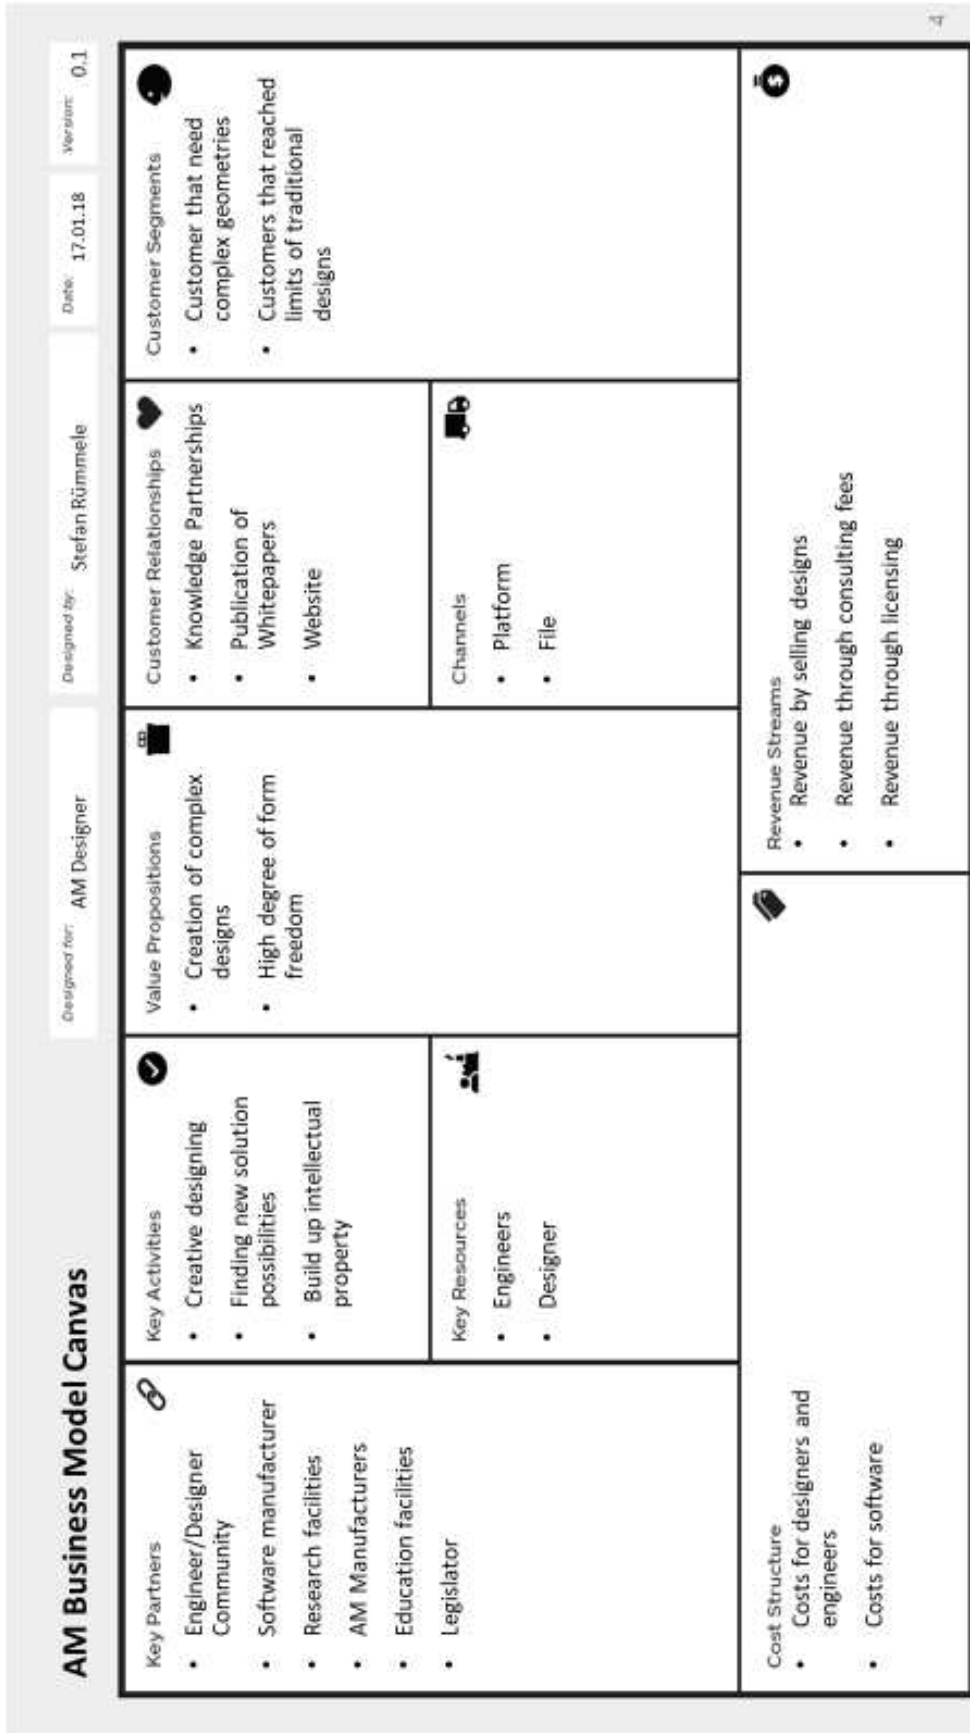 AM Business Model Canvas
Designed for:
AM Designer
Designed by:
Stefan Rümmele
Date:
17.01.18
Version:
0.1
Key Partners
• Engineer/Designer
Community
• Software manufacturer
• Research facilities
• AM Manufacturers
• Education facilities
• Legislator
Key Activities
• Creative designing
• Finding new solution
possibilities
• Build up intellectual
property
Key Resources
• Engineers
• Designer
Value Propositions
• Creation of complex
designs
• High degree of form
freedom
Customer Relationships
• Knowledge Partnerships
• Publication of
Whitepapers
• Website
Channels
• Platform
• File
Customer Segments
• Customer that need
complex geometries
• Customers that reached
limits of traditional
designs
Cost Structure
• Costs for designers and
engineers
• Costs for software
Revenue Streams
• Revenue by selling designs
• Revenue through consulting fees
• Revenue through licensing
4